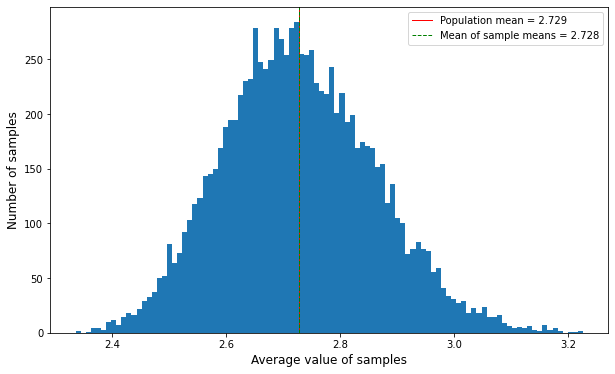 Population mean = 2.729
Mean of sample means = 2.728
Number of samples
250
200
150
100
50
0
2.4 2.6 2.8 3.0 3.2
Average value of samples